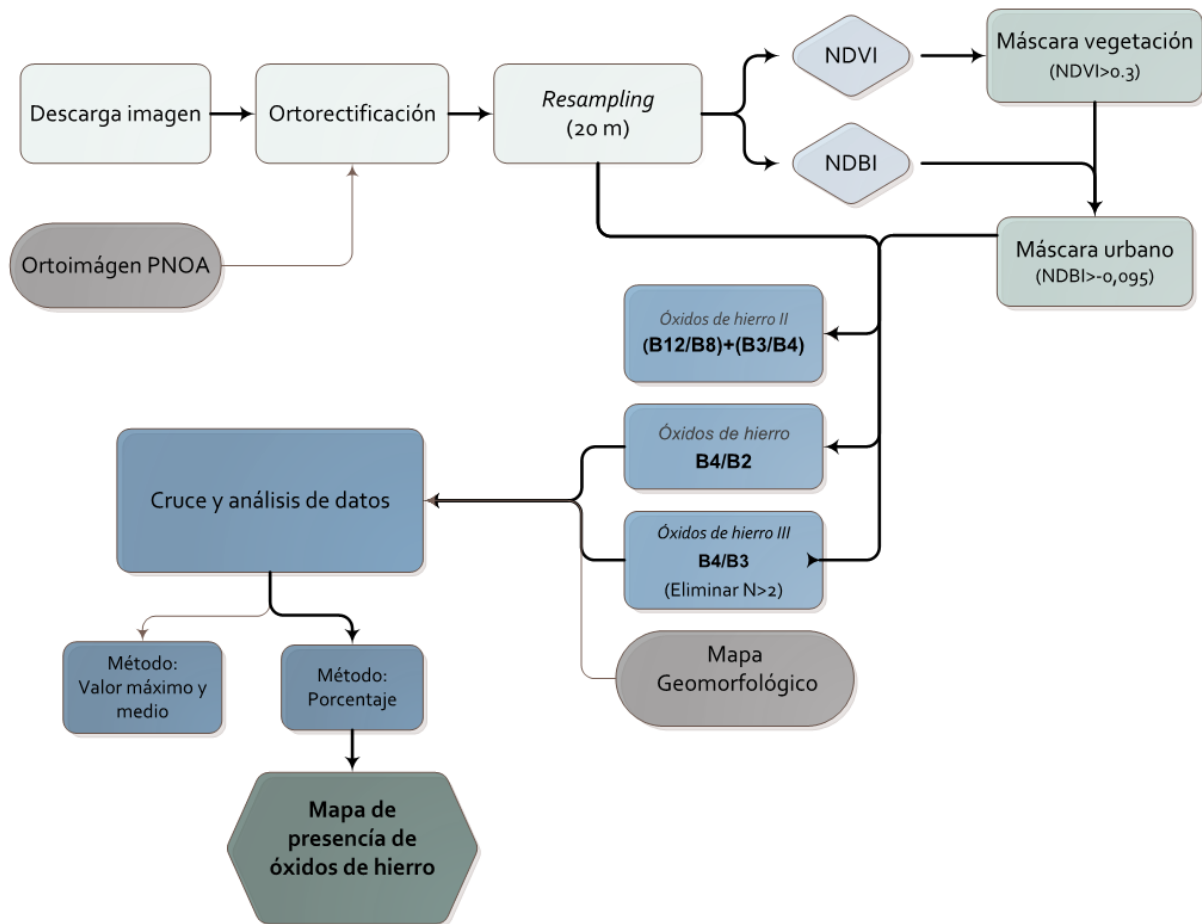 Descarga imagen
Ortorectificación
Resampling
(20 m)
NDVI
NDBI
Máscara vegetación
(NDVI>0.3)
Ortoimágen PNOA
Máscara urbano
(NDBI>-0,095)
Óxidos de hierro II
(B12/B8)+(B3/B4)
Óxidos de hierro
B4/B2
Óxidos de hierro III
B4/B3
(Eliminar N>2)
Cruce y análisis de datos
Mapa
Geomorfológico
Método:
Valor máximo y
medio
Método:
Porcentaje
Mapa de
presencía de
óxidos de hierro